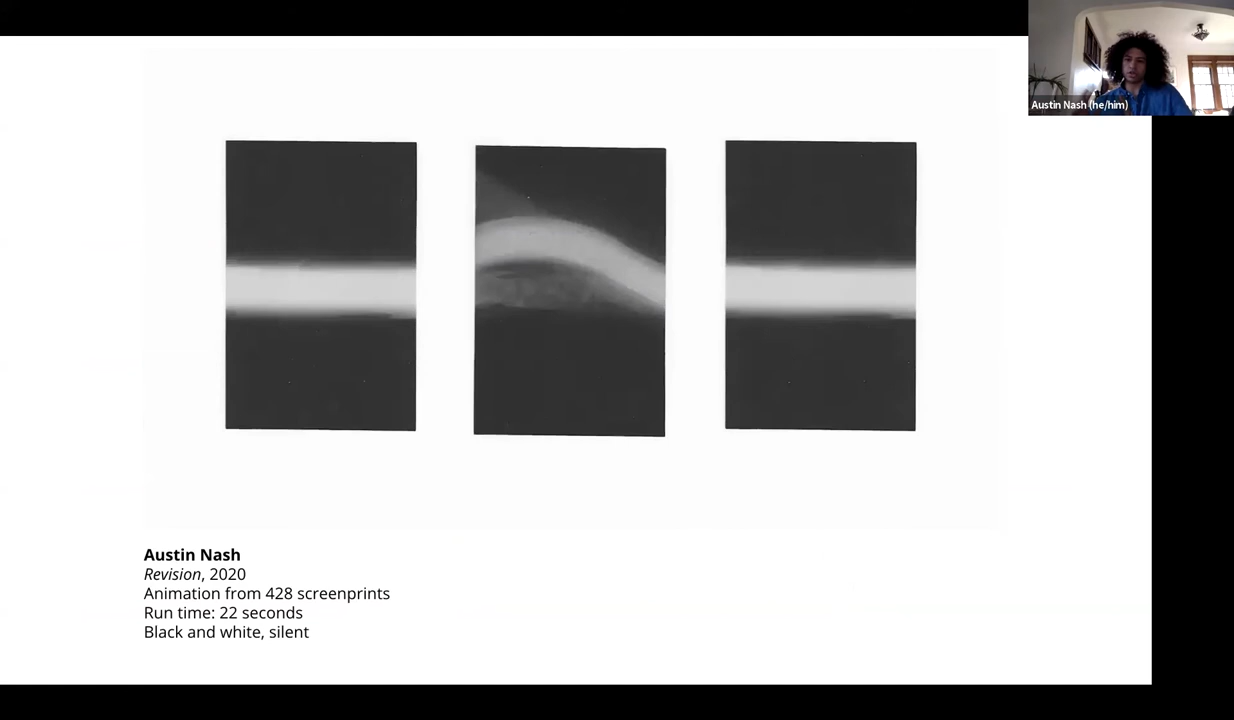 Austin Nash (he/him)
Austin Nash
Revision, 2020
Animation from 428 screenprints
Run time: 22 seconds
Black and white, silent